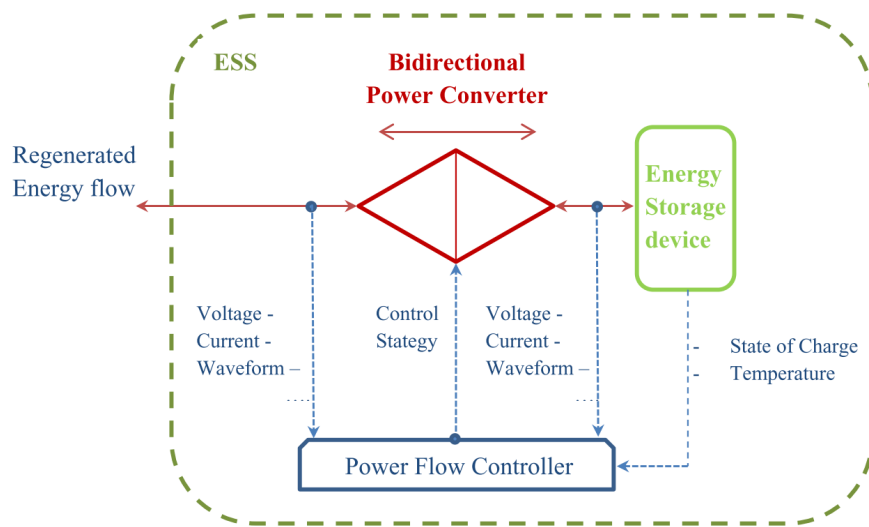 ESS
Bidirectional
Power Converter
Regenerated
Energy flow
Energy
Storage
device
Voltage -
Current -
Waveform –
....
Control
Stategy
Voltage -
Current -
Waveform –
....
- State of Charge
- Temperature
Power Flow Controller